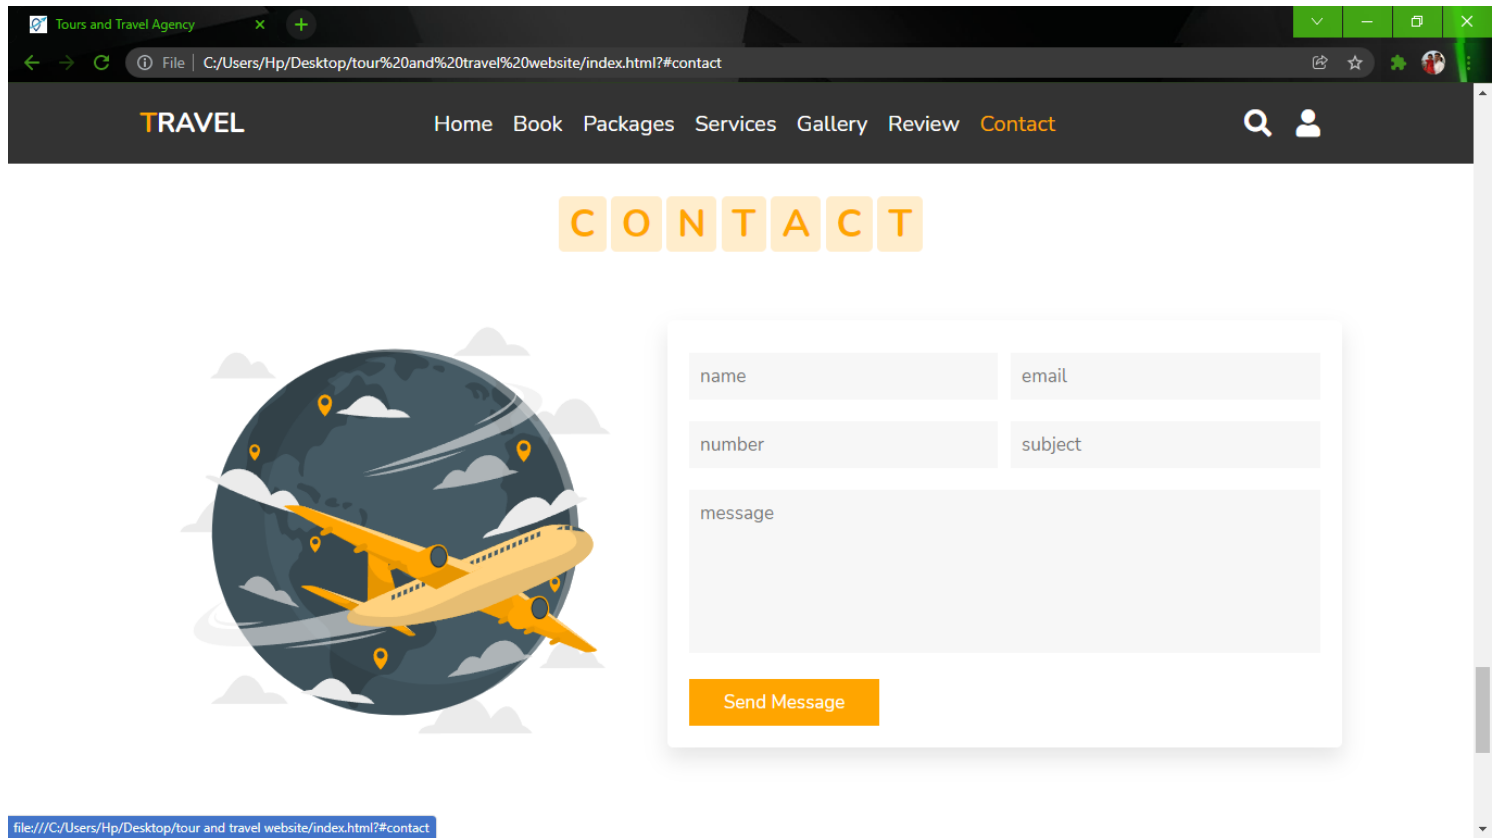 Tours and Travel Agency
File | C:/Users/Hp/Desktop/tour%20and%20travel%20website/index.html?#contact
TRAVEL Home Book Packages Services Gallery Review Contact
CONTACT
name email
number subject
message
Send Message
file:///C:/Users/Hp/Desktop/tour and travel website/index.html?#contact